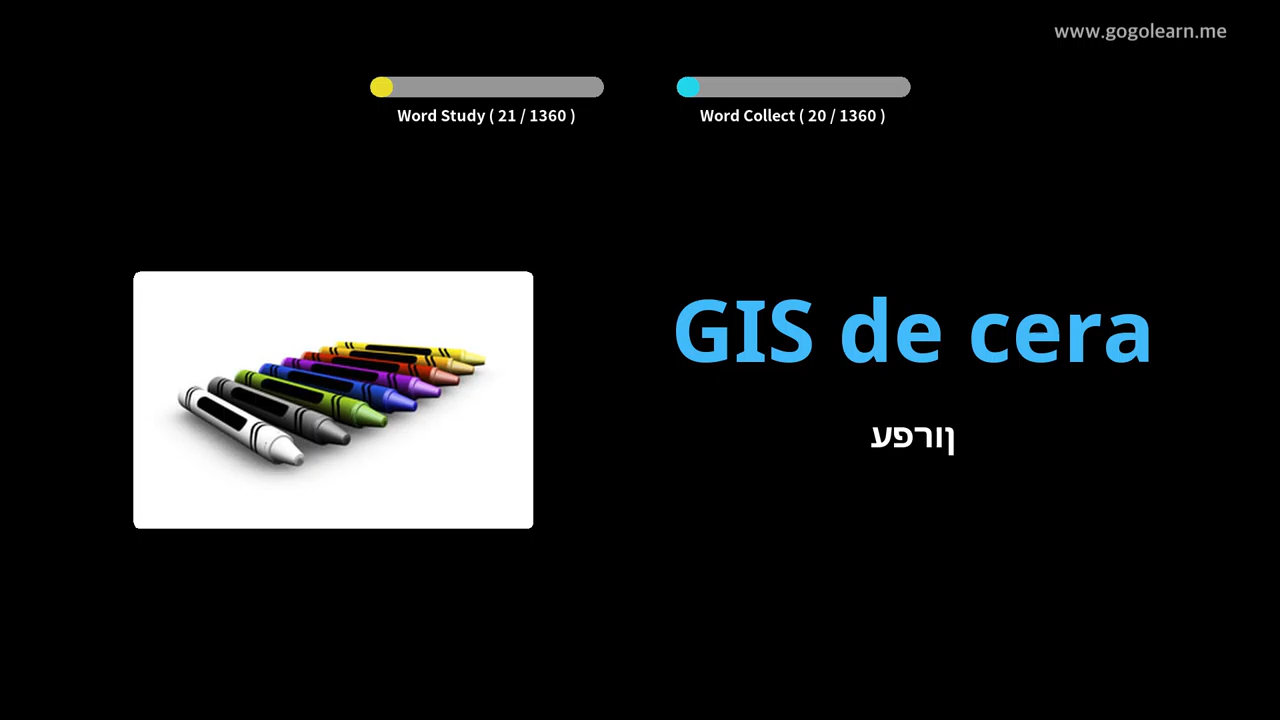 www.gogolearn.me
Word Study ( 21 / 1360 )
Word Collect ( 20 / 1360 )
GIS de cera
ןורפע